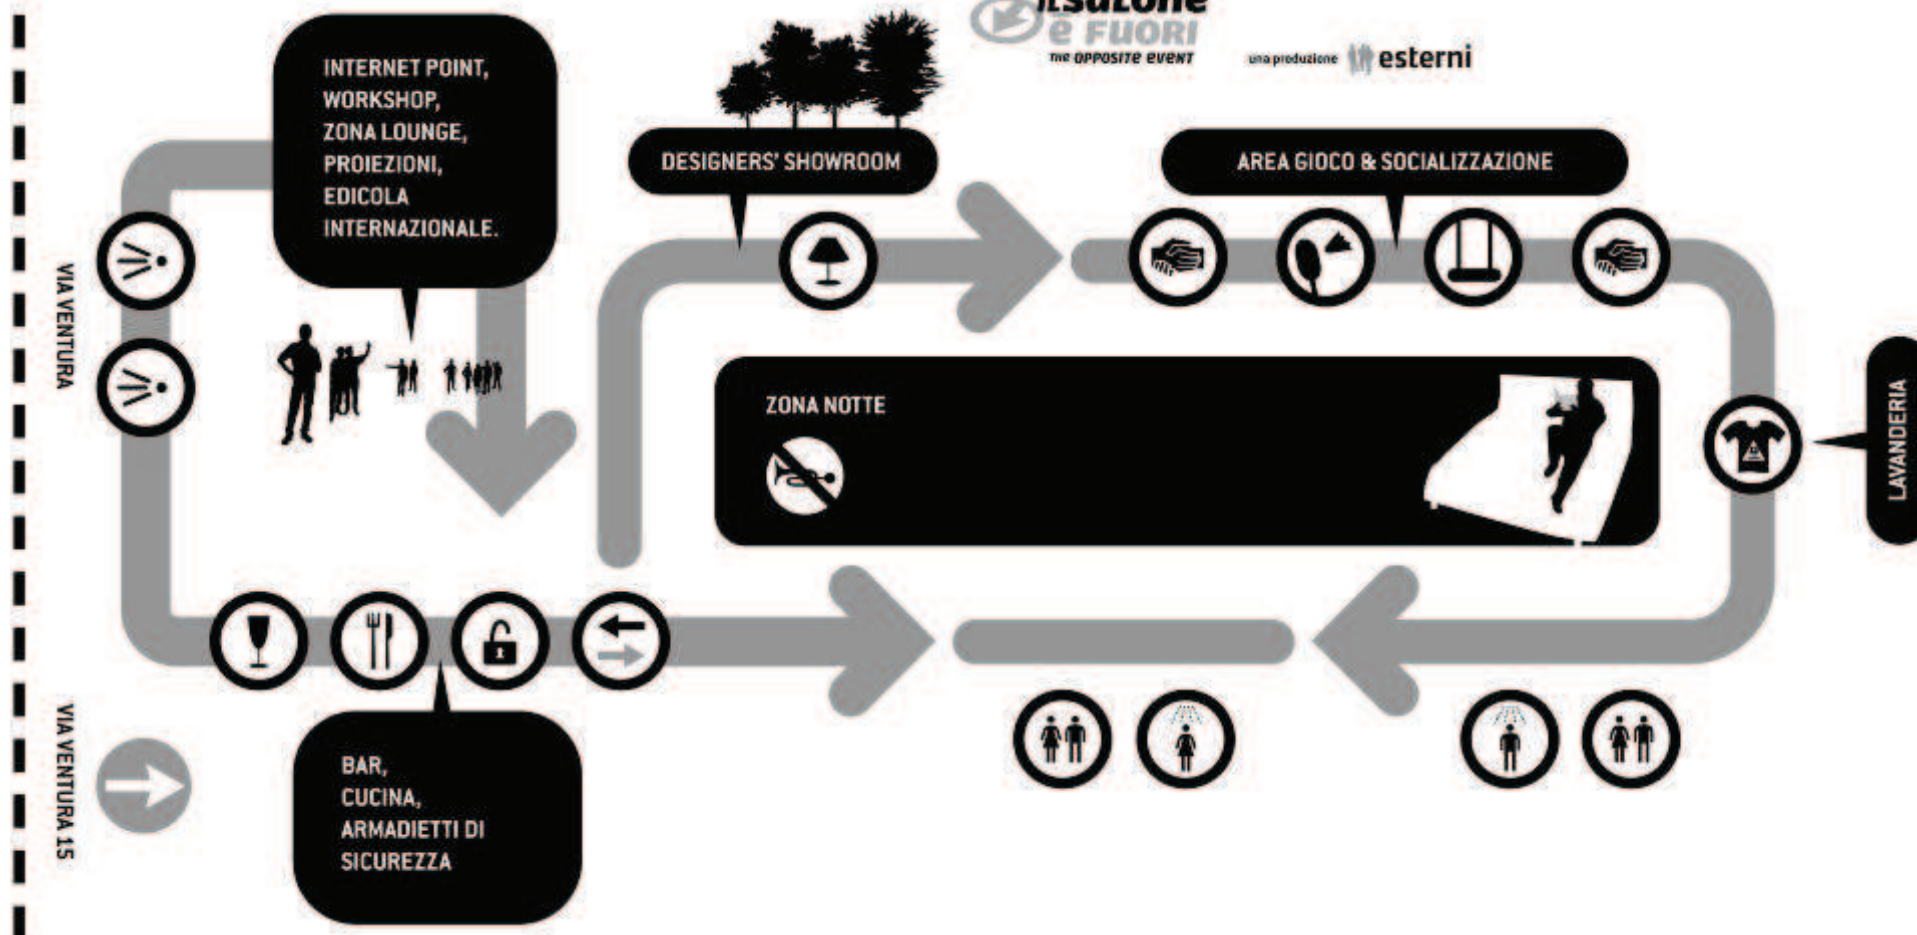 ILSALONE
È FUORI
THE OPPOSITE EVENT
una produzione esterni
INTERNET POINT,
WORKSHOP,
ZONA LOUNGE,
PROIEZIONI,
EDICOLA
INTERNAZIONALE.
DESIGNERS' SHOWROOM
AREA GIOCO & SOCIALIZZAZIONE
VIA VENTURA
ZONA NOTTE
LAVANDERIA
VIA VENTURA 15
BAR,
CUCINA,
ARMADIETTI DI
SICUREZZA